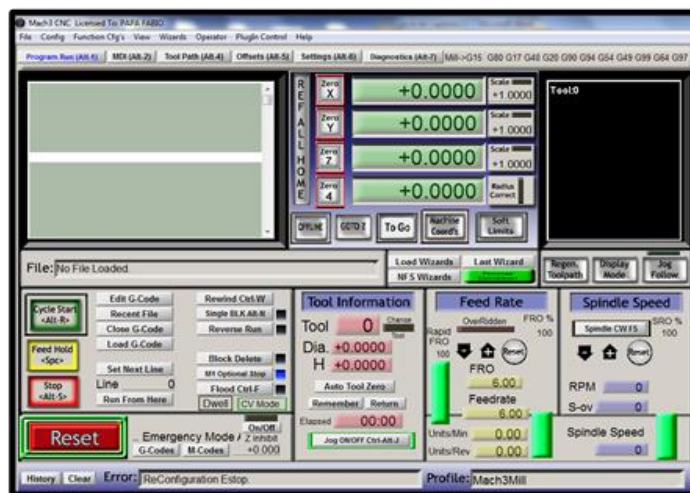 Mach3 CNC Licensed To: PAPA FABIO
File Config Function Cfg's View Wizards Operator PlugIn Control Help
Program Run (Alt-1) MDI (Alt-2) Tool Path (Alt-4) Offsets (Alt-5) Settings (Alt-6) Diagnostics (Alt-7) Mill->G15 G80 G17 G40 G20 G90 G94 G54 G49 G99 G64 G97
REF ALL HOME
Zero X +0.0000 Scale +1.0000
Zero Y +0.0000 Scale +1.0000
Zero Z +0.0000 Scale +1.0000
Zero 4 +0.0000 Radius Correct
Tool:0
OFFLINE GOTO Z To Go Machine Coord's Soft Limits
File: No File Loaded.
Load Wizards Last Wizard
NFS Wizards
Regen. Toolpath Display Mode Jog Follow
Cycle Start <Alt-R>
Feed Hold <Spc>
Stop <Alt-S>
Edit G-Code Rewind Ctrl-W
Recent File Single BLK Alt-N
Close G-Code Reverse Run
Load G-Code
Block Delete
Set Next Line M1 Optional Stop
Line 0 Flood Ctrl-F
Run From Here Dwell CV Mode
Reset
Emergency Mode
On/Off
Z Inhibit
+0.000
G-Codes M-Codes
Tool Information
Tool 0 Change Tool
Dia. +0.0000
H +0.0000
Auto Tool Zero
Remember Return
Elapsed 00:00
Jog ON/OFF Ctrl-Alt-J
Feed Rate
OverRidden FRO %
Rapid FRO 100
100
Reset
FRO
6.00
Feedrate
6.00
Units/Min 0.00
Units/Rev 0.00
Spindle Speed
Spindle CW F5 SRO %
100
Reset
RPM 0
S-ov 0
Spindle Speed
0
History Clear Error: ReConfiguration Estop. Profile: Mach3Mill